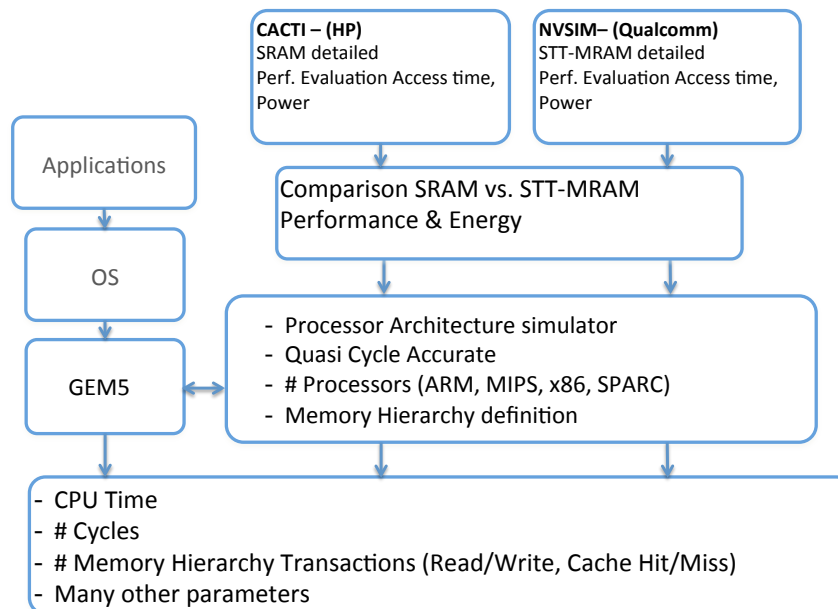 CACTI – (HP)
SRAM detailed
Perf. Evaluation Access time,
Power
NVSIM– (Qualcomm)
STT-MRAM detailed
Perf. Evaluation Access time,
Power
Applications
Comparison SRAM vs. STT-MRAM
Performance & Energy
OS
GEM5
- Processor Architecture simulator
- Quasi Cycle Accurate
- # Processors (ARM, MIPS, x86, SPARC)
- Memory Hierarchy definition
- CPU Time
- # Cycles
- # Memory Hierarchy Transactions (Read/Write, Cache Hit/Miss)
- Many other parameters